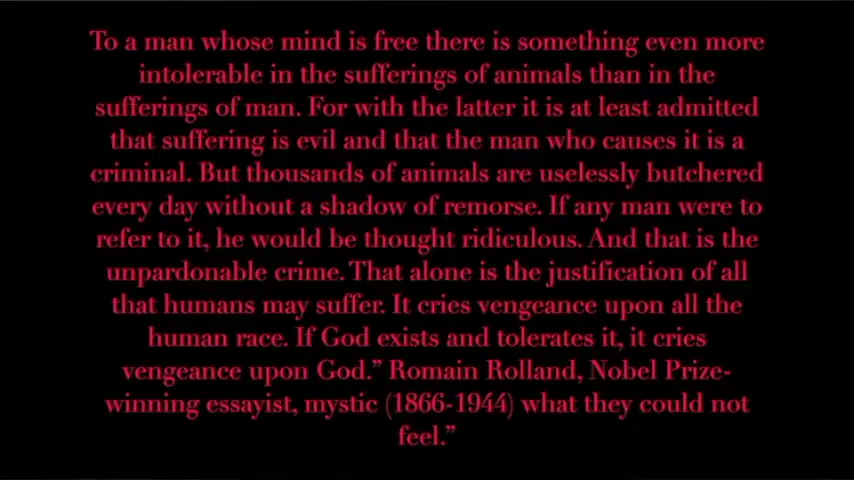 To a man whose mind is free there is something even more
intolerable in the sufferings of animals than in the
sufferings of man. For with the latter it is at least admitted
that suffering is evil and that the man who causes it is a
criminal. But thousands of animals are uselessly butchered
every day without a shadow of remorse. If any man were to
refer to it, he would be thought ridiculous. And that is the
unpardonable crime. That alone is the justification of all
that humans may suffer. It cries vengeance upon all the
human race. If God exists and tolerates it, it cries
vengeance upon God.” Romain Rolland, Nobel Prize-
winning essayist, mystic (1866-1944) what they could not
feel.”